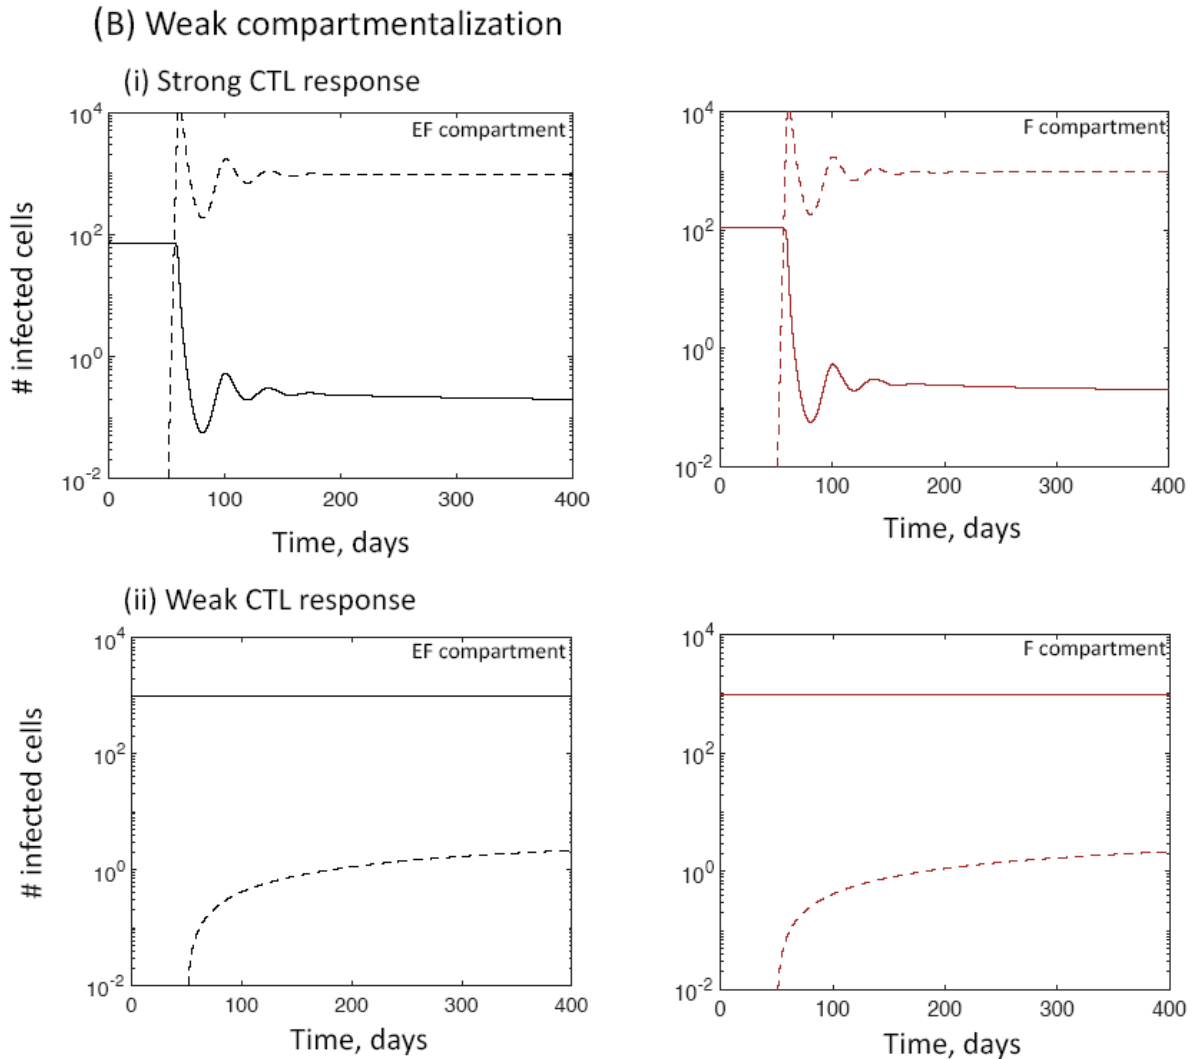 (B) Weak compartmentalization
(i) Strong CTL response
EF compartment
# infected cells
10^4
10^2
10^0
10^-2
0 100 200 300 400
Time, days
F compartment
10^4
10^2
10^0
10^-2
0 100 200 300 400
Time, days
(ii) Weak CTL response
EF compartment
# infected cells
10^4
10^2
10^0
10^-2
0 100 200 300 400
Time, days
F compartment
10^4
10^2
10^0
10^-2
0 100 200 300 400
Time, days